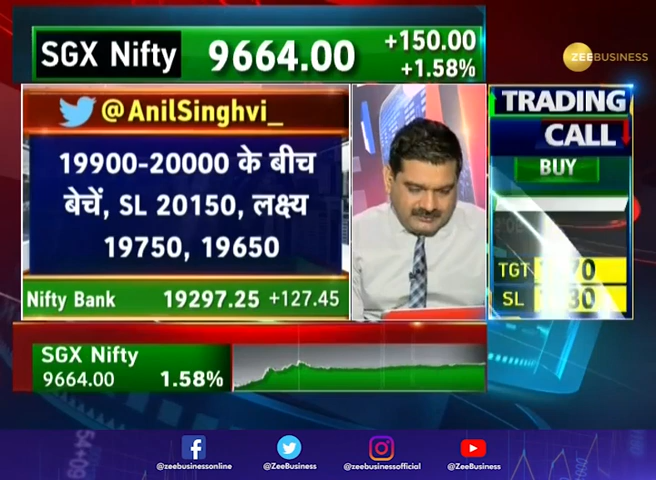 SGX Nifty 9664.00 +150.00
+1.58%
ZEEBUSINESS
@AnilSinghvi_
19900-20000 के बीच
बेचें, SL 20150, लक्ष्य
19750, 19650
Nifty Bank 19297.25 +127.45
TRADING
CALL
BUY
TGT
SL
SGX Nifty
9664.00 1.58%
@zeebusinessonline @ZeeBusiness @zeebusinessofficial @ZeeBusiness